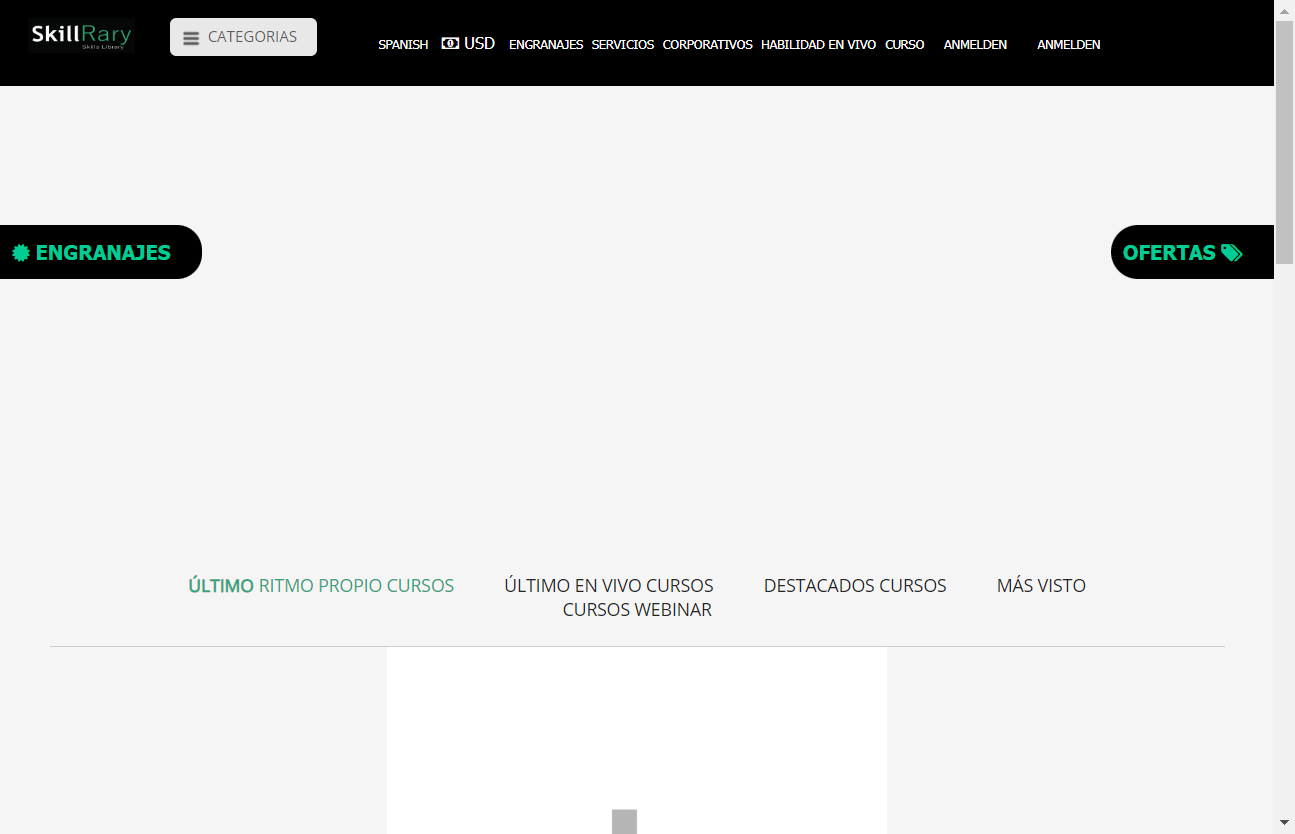 SkillRary
Skills Library
CATEGORIAS
SPANISH
USD
ENGRANAJES
SERVICIOS
CORPORATIVOS
HABILIDAD EN VIVO
CURSO
ANMELDEN
ANMELDEN
ENGRANAJES
OFERTAS
ÚLTIMO RITMO PROPIO CURSOS
ÚLTIMO EN VIVO CURSOS
DESTACADOS CURSOS
MÁS VISTO
CURSOS WEBINAR